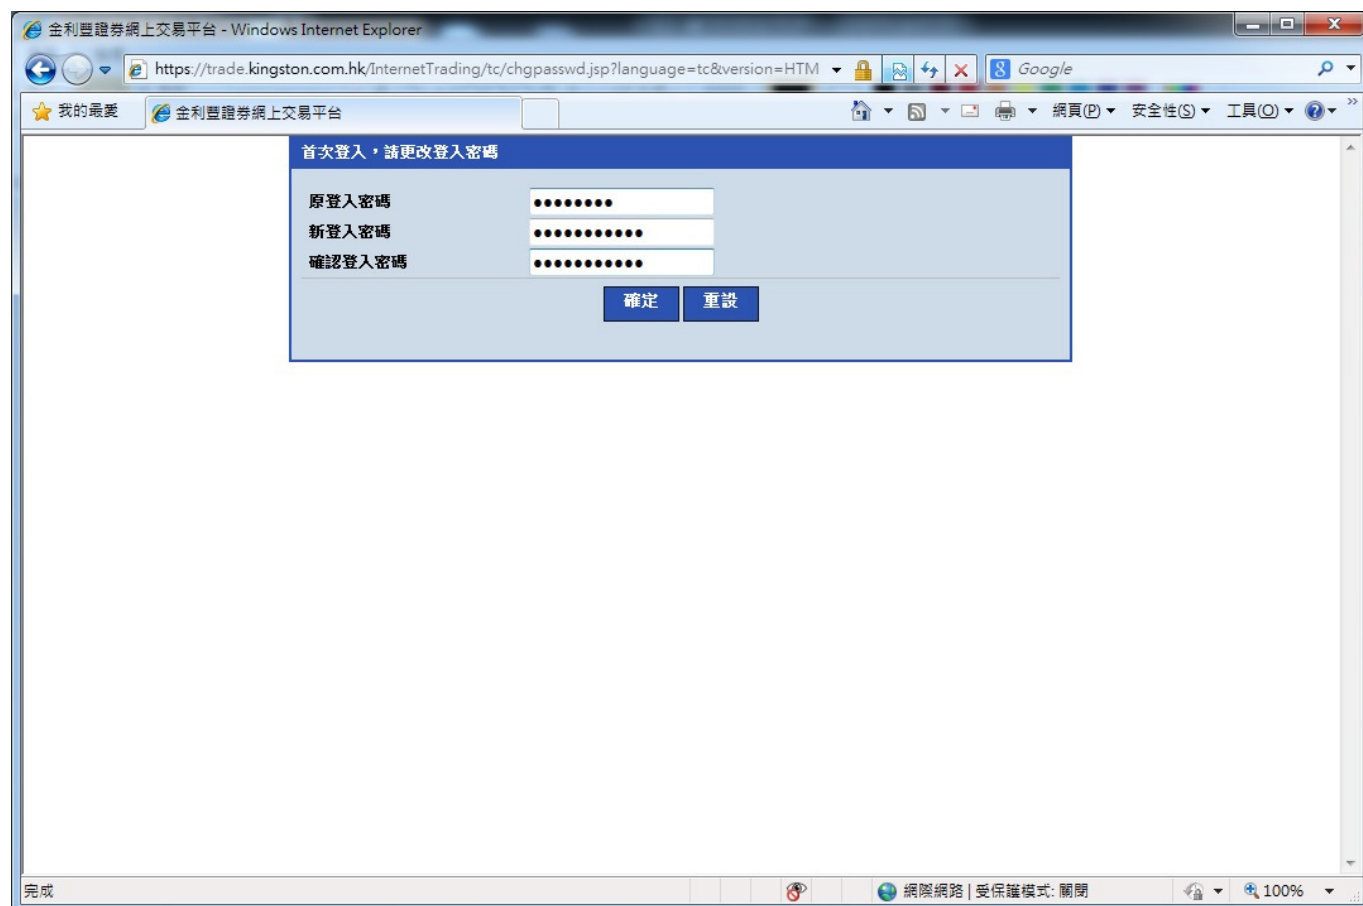 金利豐證券網上交易平台 - Windows Internet Explorer
https://trade.kingston.com.hk/InternetTrading/tc/chgpasswd.jsp?language=tc&version=HTM
Google
我的最愛
金利豐證券網上交易平台
網頁(P)
安全性(S)
工具(O)
首次登入，請更改登入密碼
原登入密碼
新登入密碼
確認登入密碼
確定 重設
完成
網際網路 | 受保護模式: 關閉
100%